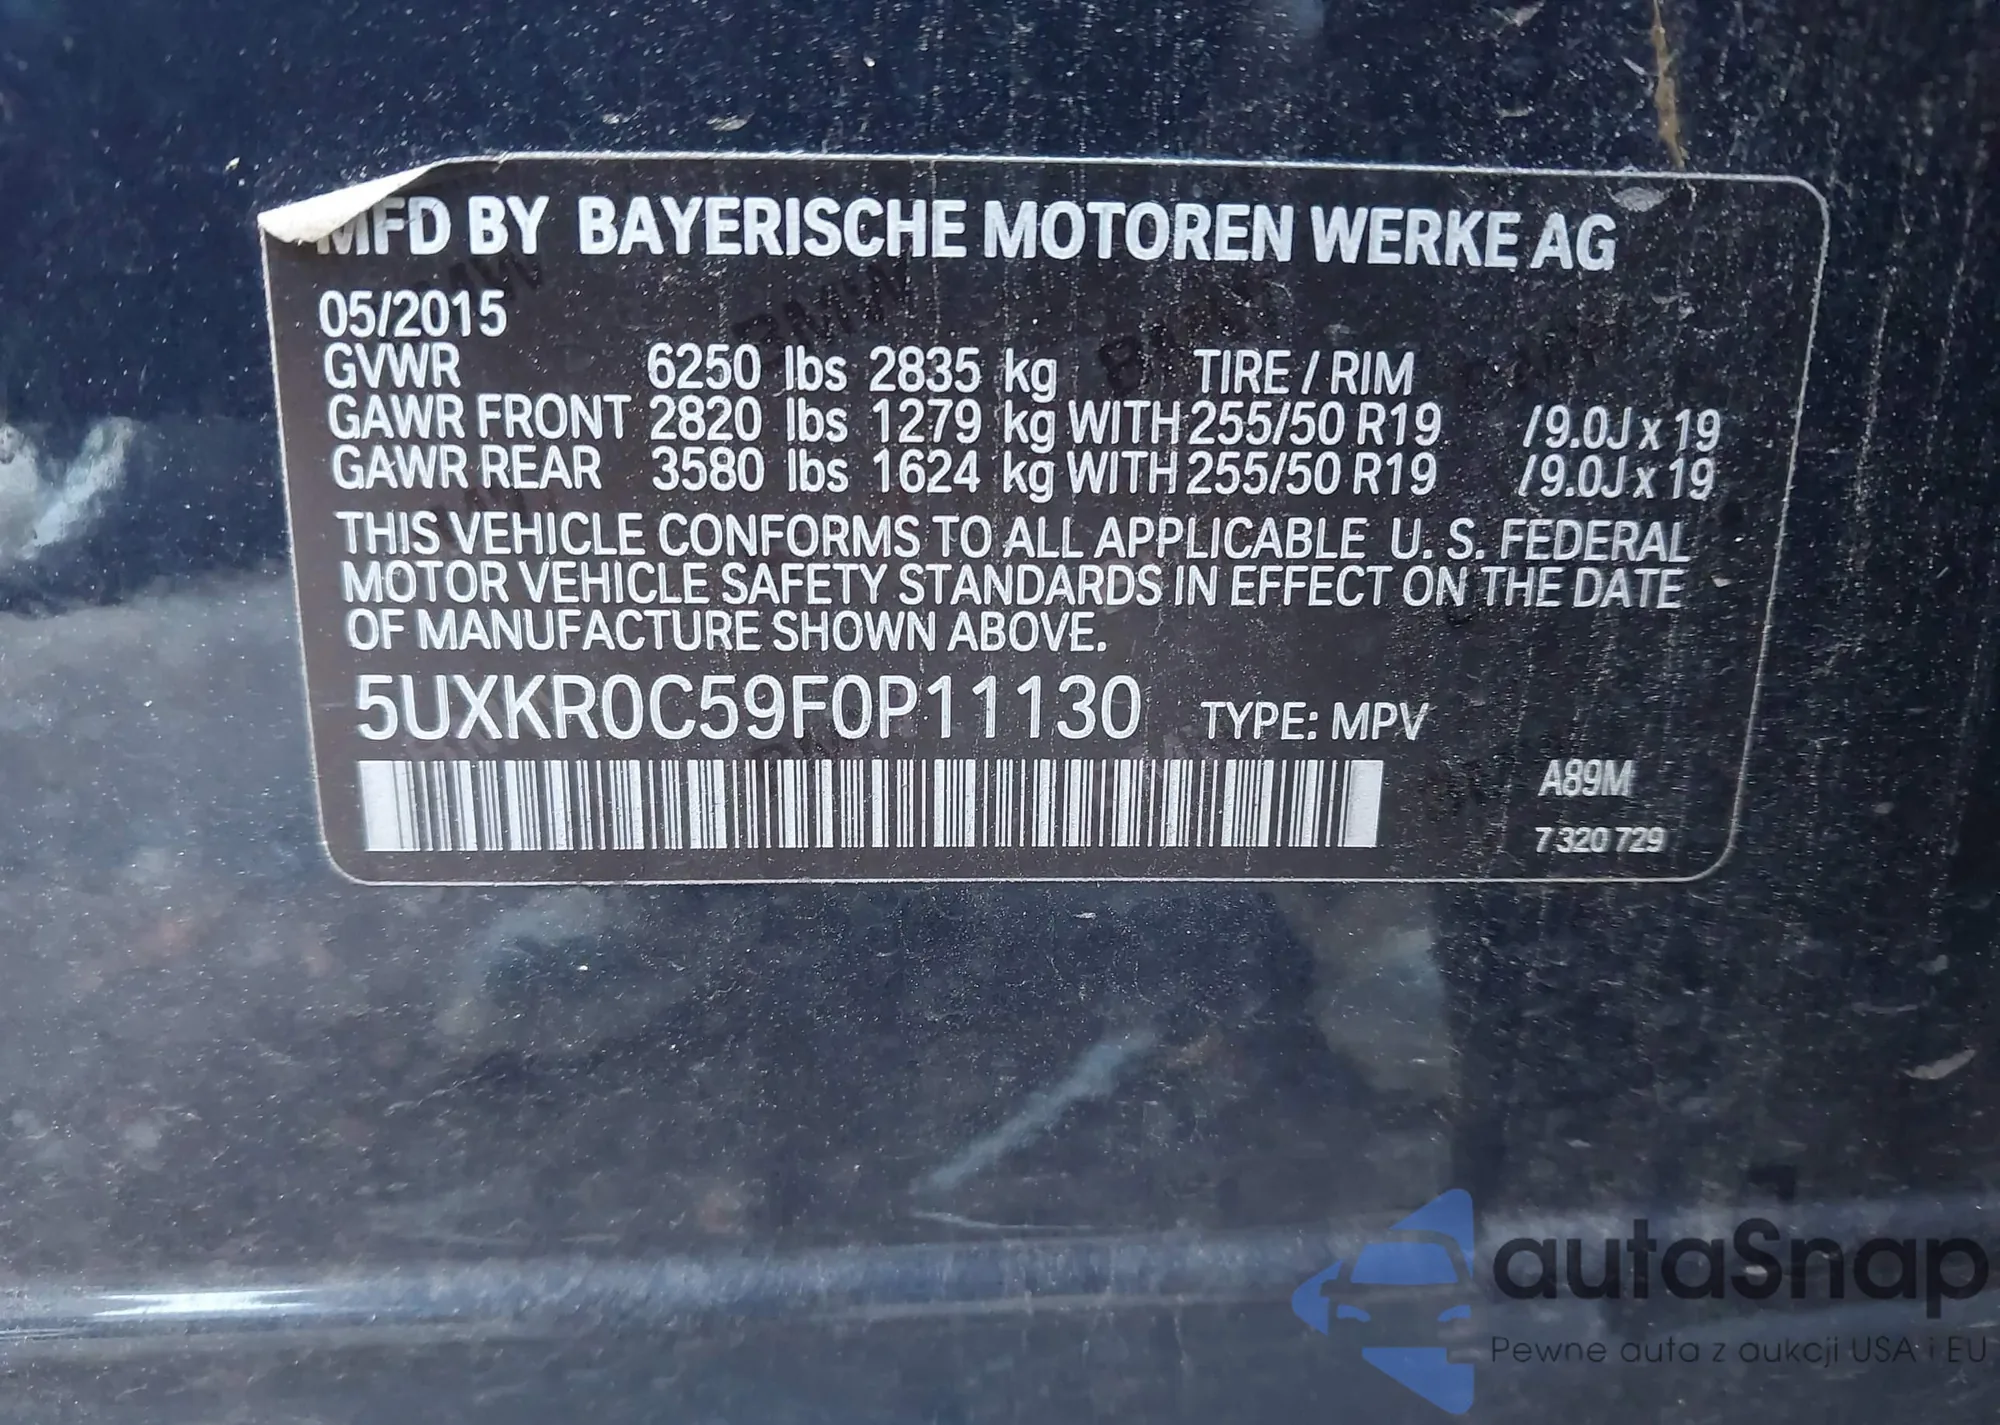 MFD BY BAYERISCHE MOTOREN WERKE AG
05/2015
GVWR 6250 lbs 2835 kg TIRE / RIM
GAWR FRONT 2820 lbs 1279 kg WITH 255/50 R19 / 9.0J x 19
GAWR REAR 3580 lbs 1624 kg WITH 255/50 R19 / 9.0J x 19
THIS VEHICLE CONFORMS TO ALL APPLICABLE U. S. FEDERAL
MOTOR VEHICLE SAFETY STANDARDS IN EFFECT ON THE DATE
OF MANUFACTURE SHOWN ABOVE.
5UXKR0C59F0P11130 TYPE: MPV
A89M
7 320 729
autaSnap
Pewne auta z aukcji USA i EU